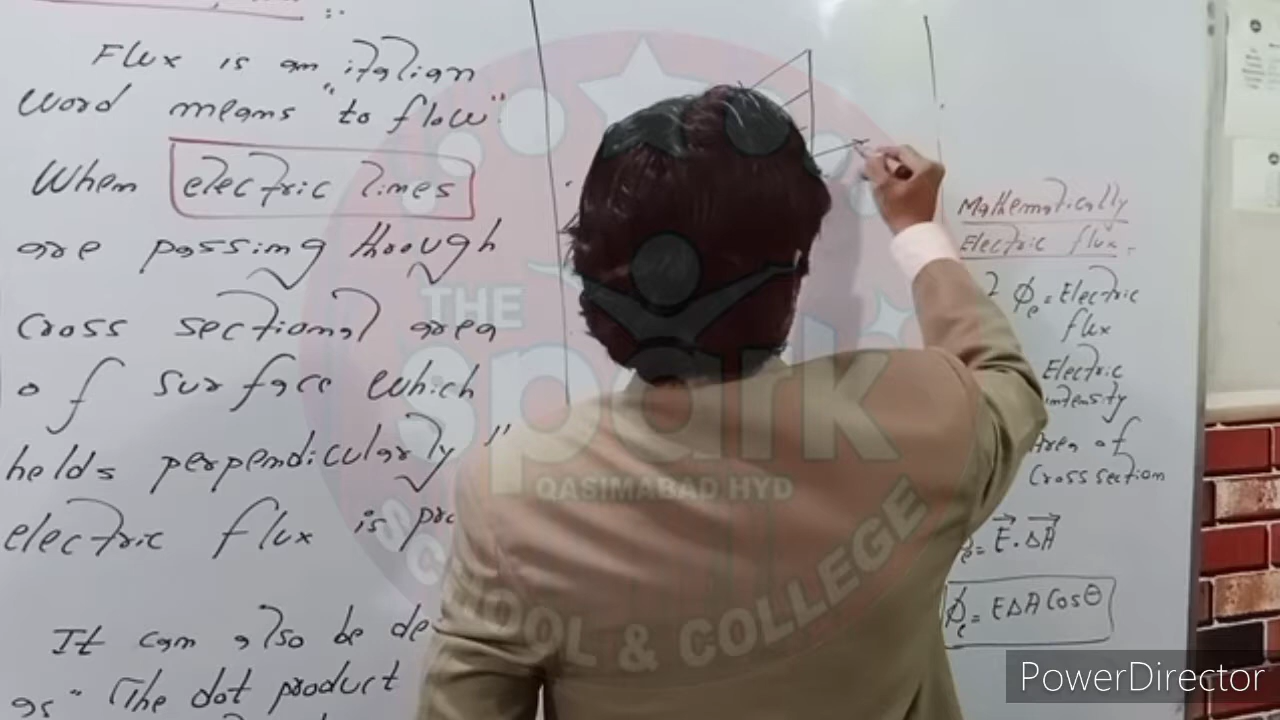 Flux is an italian
word means "to flow".
When electric lines
are passing through
cross sectional area
of surface which
helds perpendicularly "
electric flux is
It can also be
as "The dot product
Mathematically
Electric flux.
ϕe = Electric
flux
Electric
intensity
Area of
Cross section
= E⃗ . ΔA⃗
ϕe = EΔA Cosθ
THE
spark
QASIMABAD HYD
SCHOOL & COLLEGE
PowerDirector